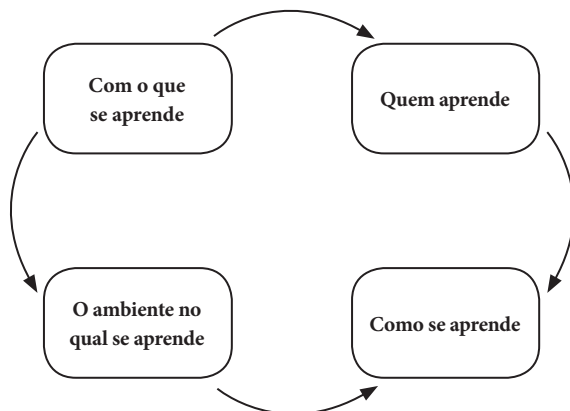 Com o que
se aprende
Quem aprende
O ambiente no
qual se aprende
Como se aprende